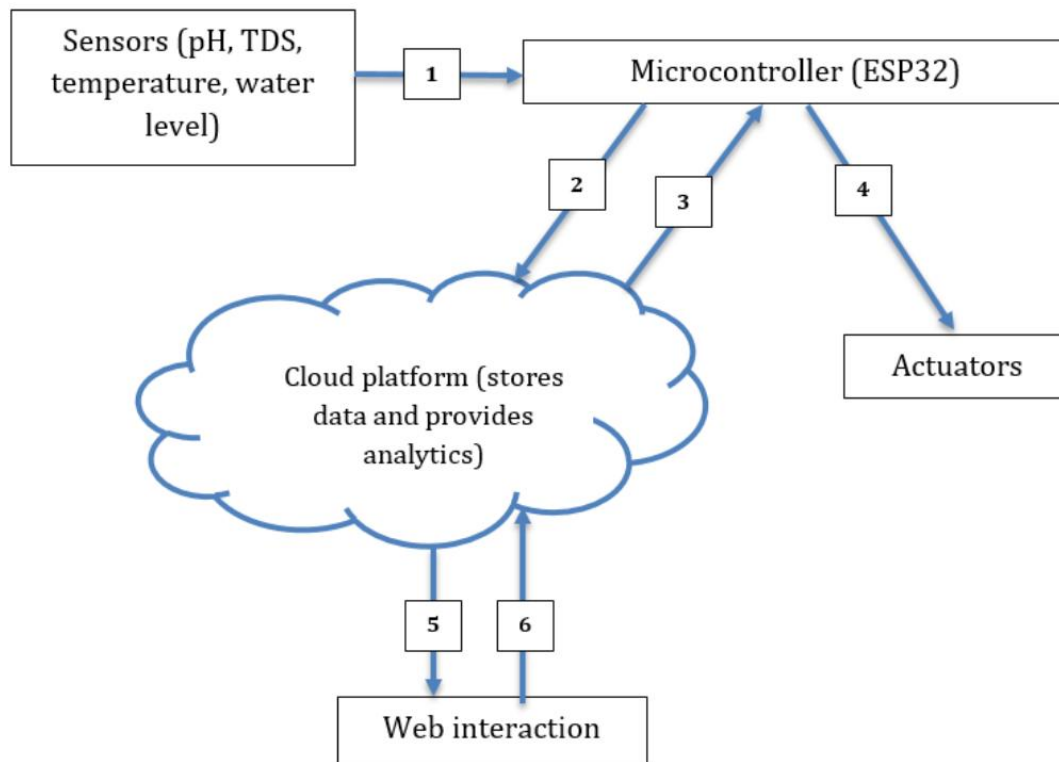 Sensors (pH, TDS,
temperature, water
level)
1
Microcontroller (ESP32)
2
3
4
Cloud platform (stores
data and provides
analytics)
Actuators
5
6
Web interaction